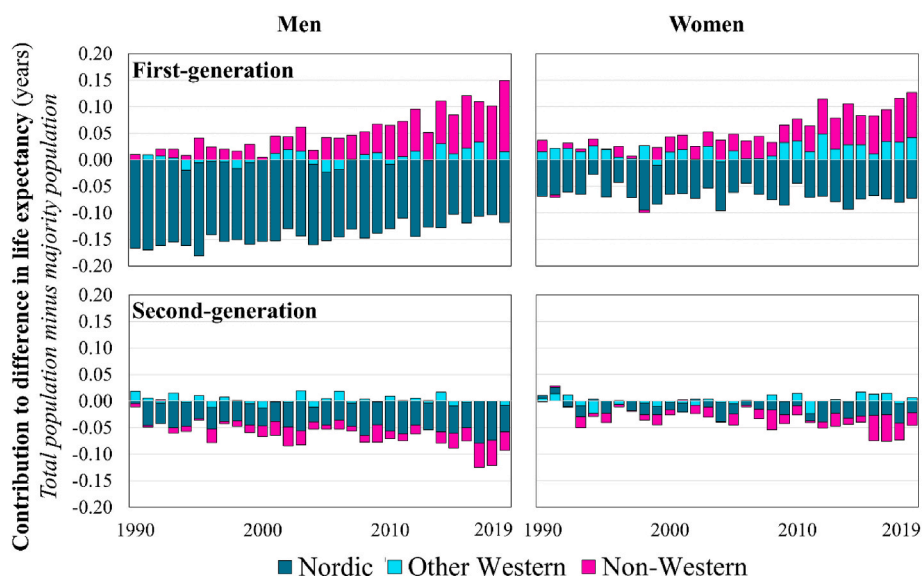 Men
Women
Contribution to difference in life expectancy (years)
Total population minus majority population
First-generation
0.20
0.15
0.10
0.05
0.00
-0.05
-0.10
-0.15
-0.20
Second-generation
0.20
0.15
0.10
0.05
0.00
-0.05
-0.10
-0.15
-0.20
1990
2000
2010
2019
1990
2000
2010
2019
Nordic
Other Western
Non-Western